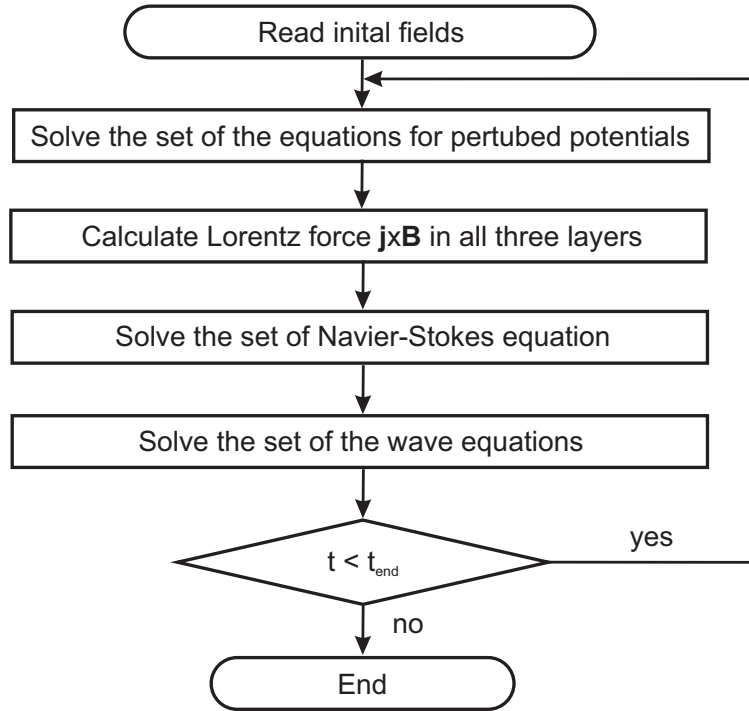 Read inital fields
Solve the set of the equations for pertubed potentials
Calculate Lorentz force jxB in all three layers
Solve the set of Navier-Stokes equation
Solve the set of the wave equations
t < tend
yes
no
End